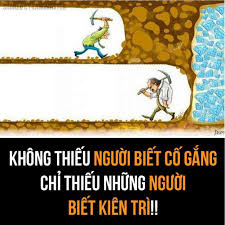 KHÔNG THIẾU NGƯỜI BIẾT CỐ GẮNG
CHỈ THIẾU NHỮNG NGƯỜI
BIẾT KIÊN TRÌ!!